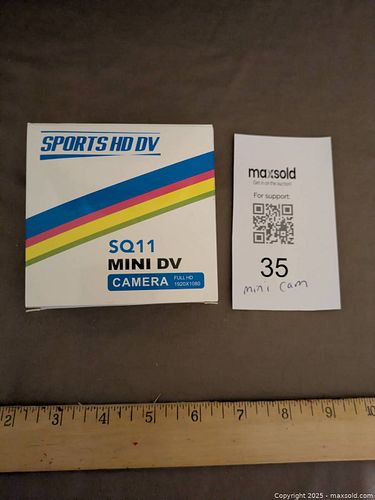 SPORTS HD DV
SQ11
MINI DV
CAMERA FULL HD
1920X1080
maxsold
Get in on the auction!
For support:
35
mini cam
2 3 4 5 6 7 8 9 10
Copyright 2025 - maxsold.com